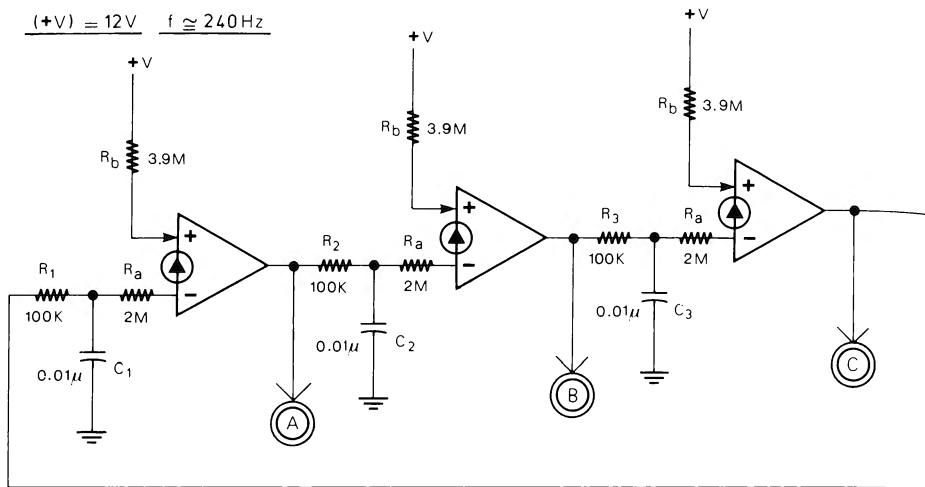 (+V) = 12V f ≅ 240Hz
+V
+V
+V
Rb 3.9M
Rb 3.9M
Rb 3.9M
+
+
+
R1
Ra
R2
Ra
R3
Ra
−
−
−
100K
2M
100K
2M
100K
2M
0.01μ C1
0.01μ C2
0.01μ C3
A
B
C